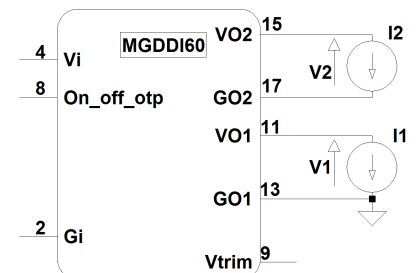 15
VO2
I2
MGDDI60
4
Vi
V2
8
On_off_otp
GO2
17
11
VO1
I1
V1
13
GO1
2
Gi
Vtrim
9